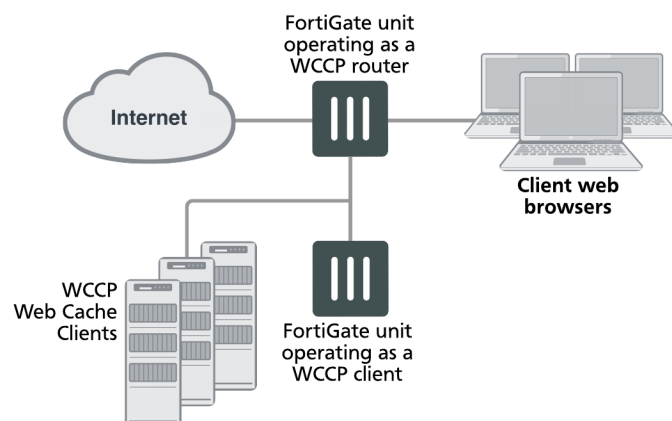 FortiGate unit
operating as a
WCCP router
Internet
Client web
browsers
WCCP
Web Cache
Clients
FortiGate unit
operating as a
WCCP client